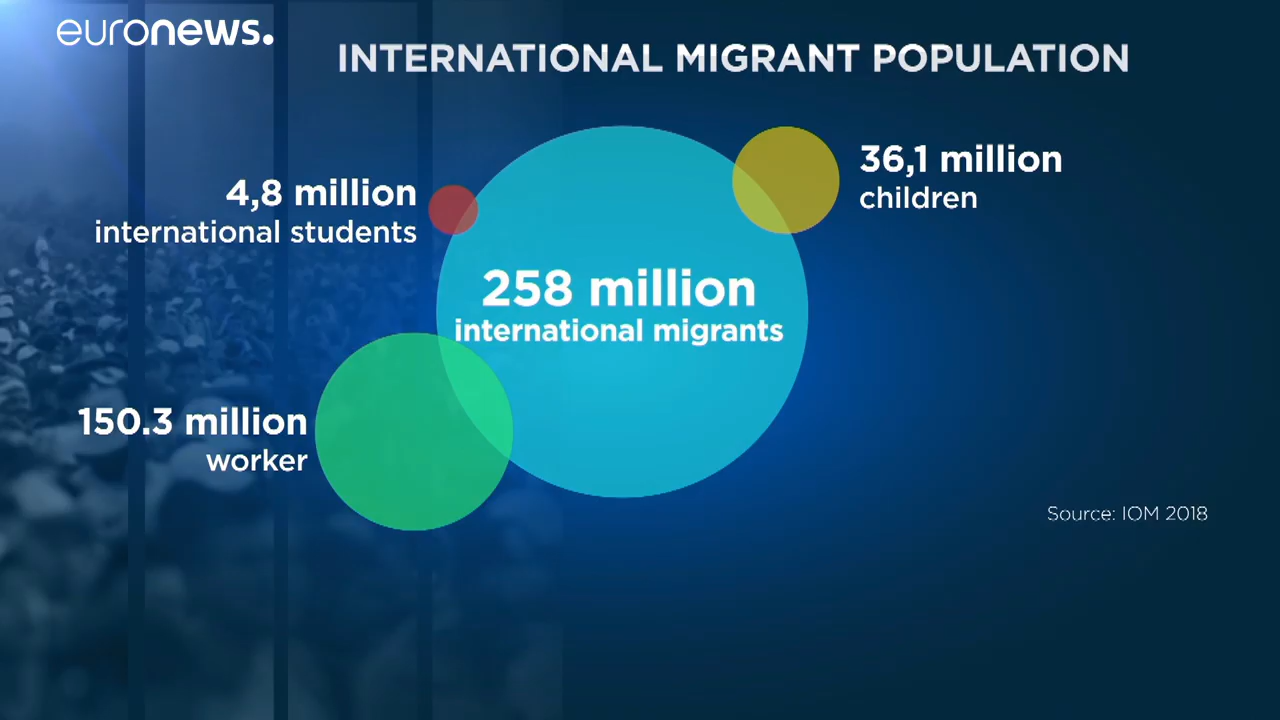 euronews.
INTERNATIONAL MIGRANT POPULATION
4,8 million
international students
36,1 million
children
258 million
international migrants
150.3 million
worker
Source: IOM 2018